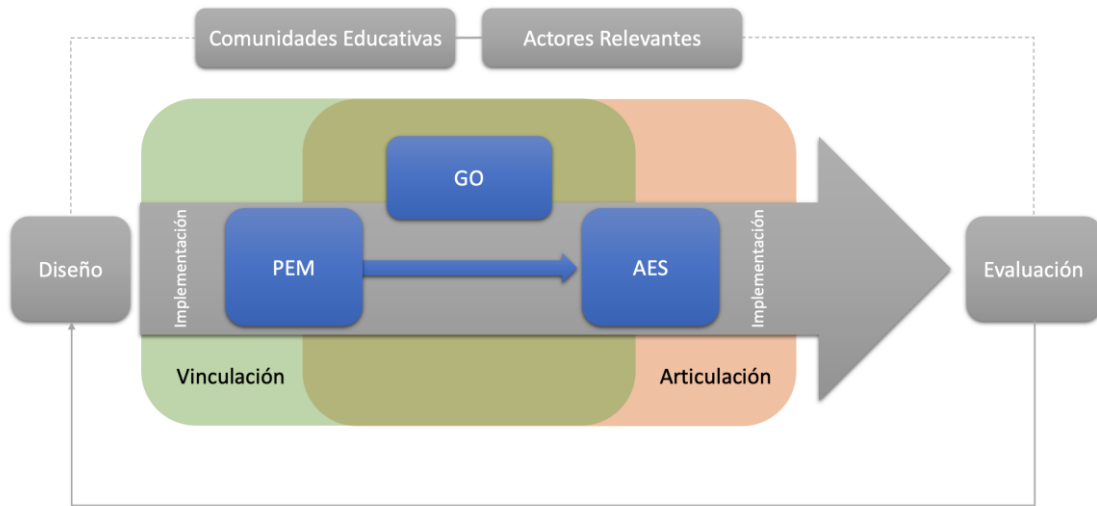 Comunidades Educativas
Actores Relevantes
GO
Diseño
Implementación
PEM
AES
Implementación
Evaluación
Vinculación
Articulación